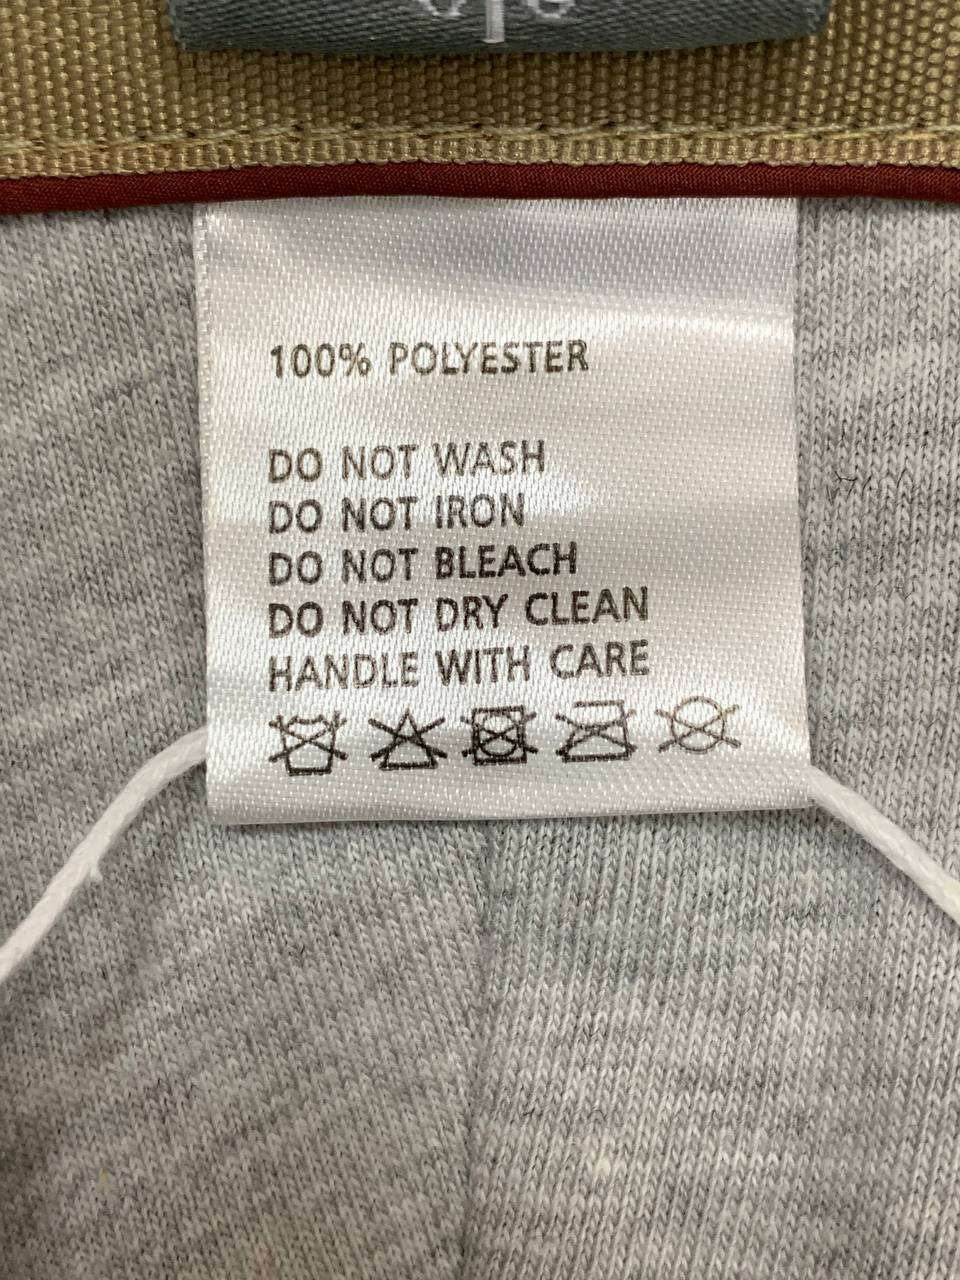 100% POLYESTER
DO NOT WASH
DO NOT IRON
DO NOT BLEACH
DO NOT DRY CLEAN
HANDLE WITH CARE